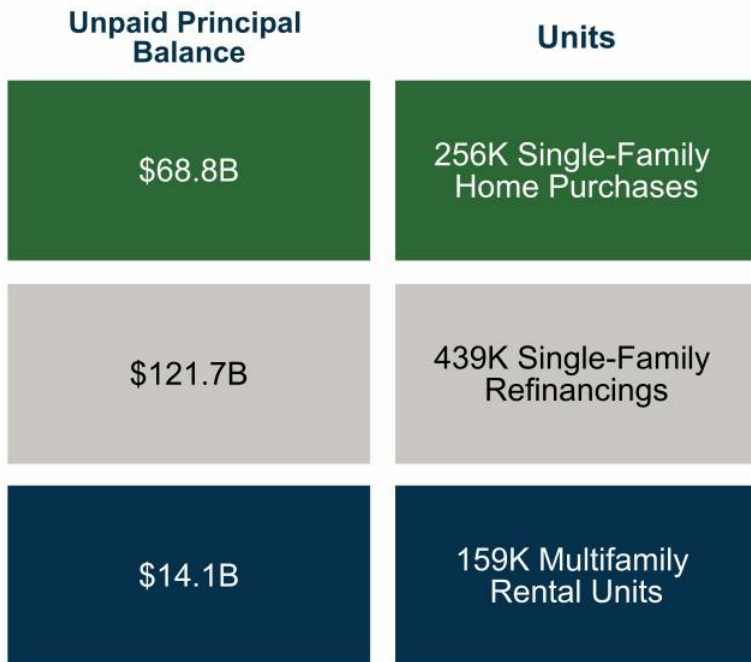 Unpaid Principal
Balance
Units
$68.8B
256K Single-Family
Home Purchases
$121.7B
439K Single-Family
Refinancings
$14.1B
159K Multifamily
Rental Units